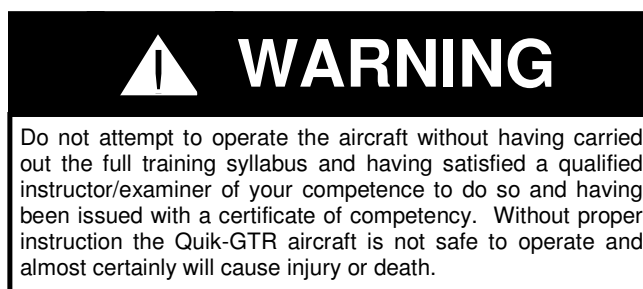 WARNING
Do not attempt to operate the aircraft without having carried
out the full training syllabus and having satisfied a qualified
instructor/examiner of your competence to do so and having
been issued with a certificate of competency. Without proper
instruction the Quik-GTR aircraft is not safe to operate and
almost certainly will cause injury or death.